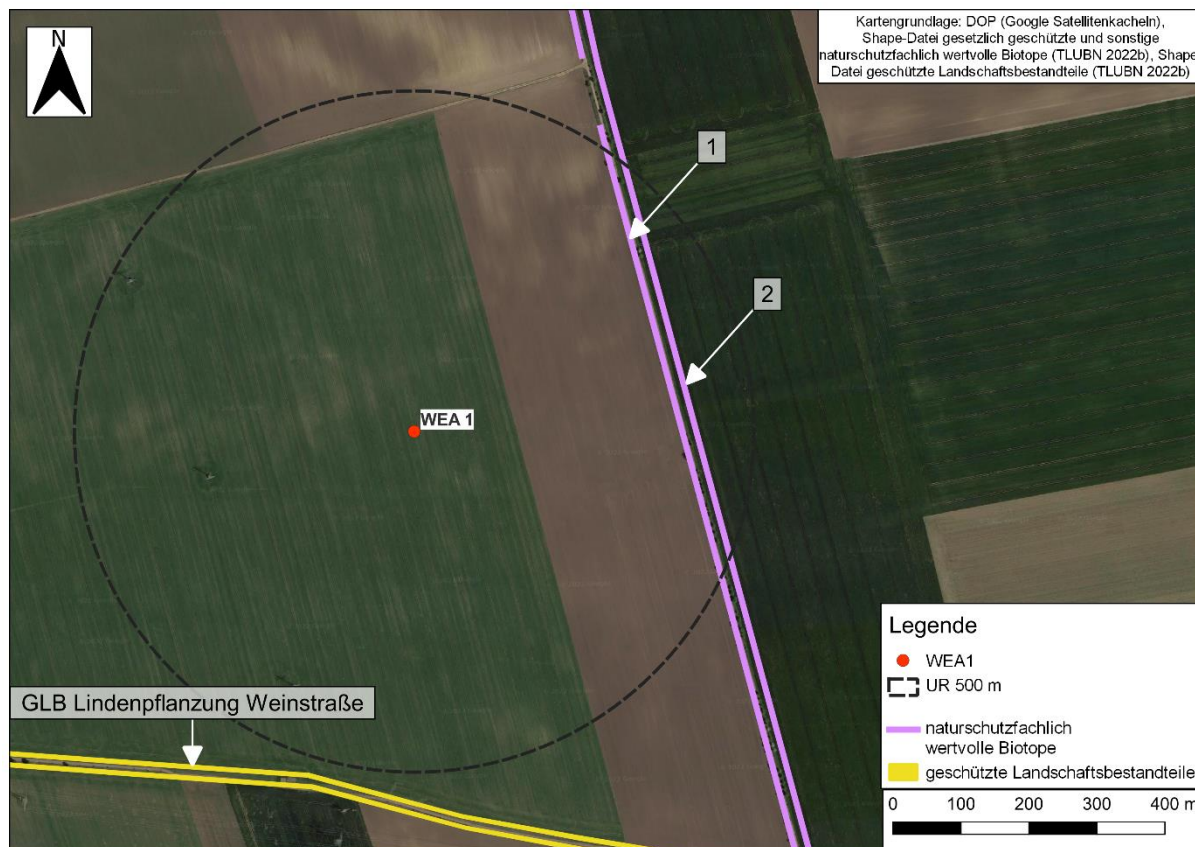 Kartengrundlage: DOP (Google Satellitenkacheln),
Shape-Datei gesetzlich geschützte und sonstige
naturschutzfachlich wertvolle Biotope (TLUBN 2022b), Shape
Datei geschützte Landschaftsbestandteile (TLUBN 2022b)
N
1
2
WEA 1
GLB Lindenpflanzung Weinstraße
Legende
WEA1
UR 500 m
naturschutzfachlich
wertvolle Biotope
geschützte Landschaftsbestandteile
0 100 200 300 400 m